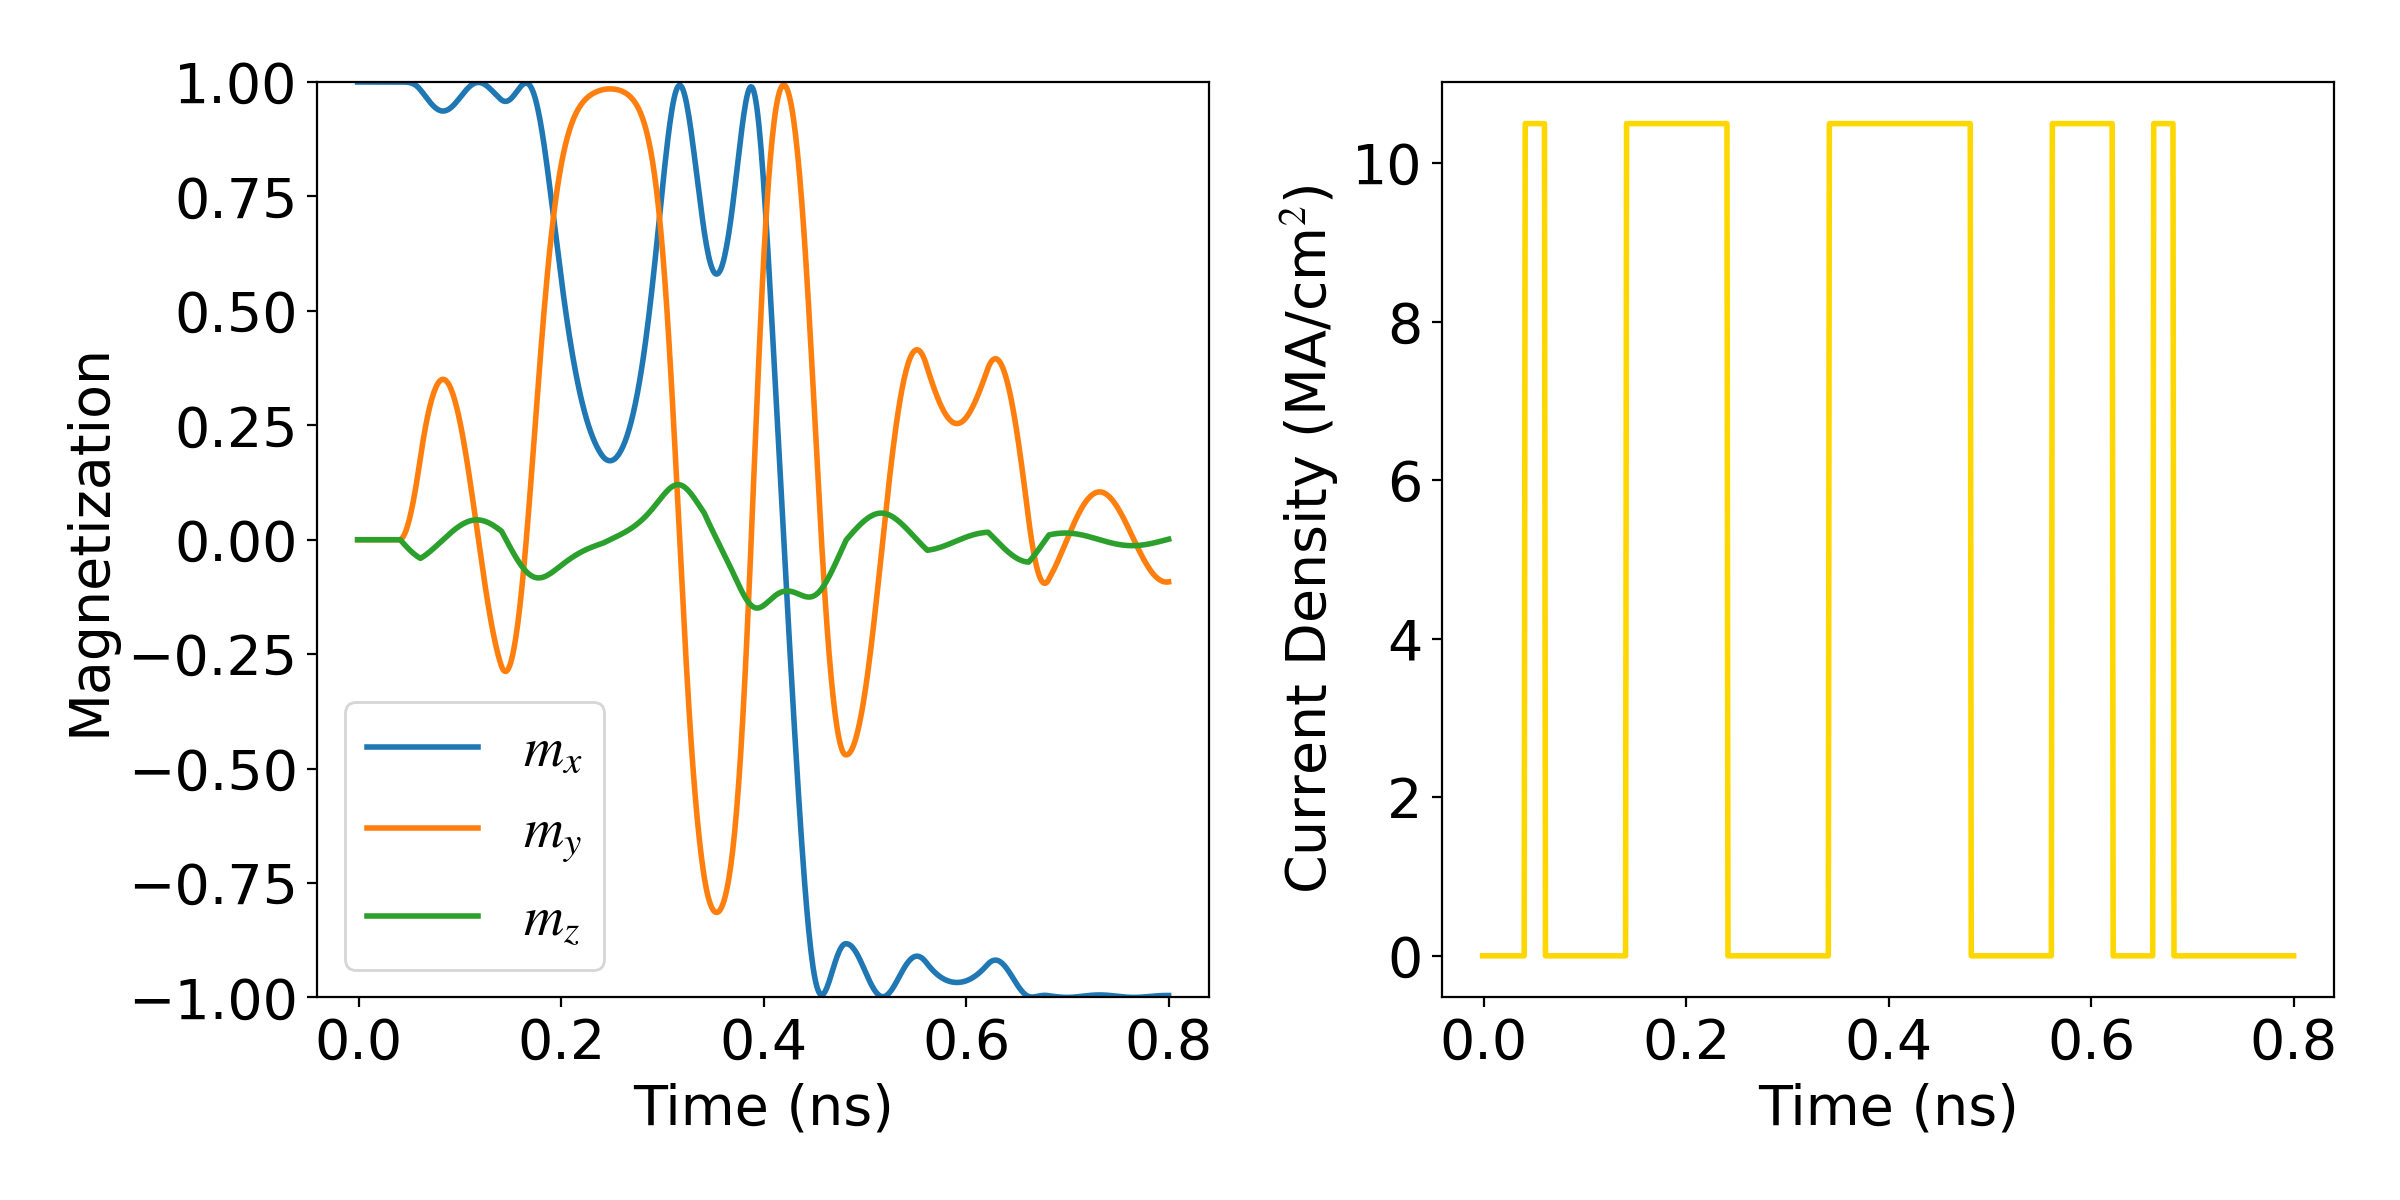 1.00
0.75
0.50
0.25
0.00
−0.25
−0.50
−0.75
−1.00
Magnetization
m_x
m_y
m_z
0.0 0.2 0.4 0.6 0.8
Time (ns)
10
8
6
4
2
0
Current Density (MA/cm²)
0.0 0.2 0.4 0.6 0.8
Time (ns)